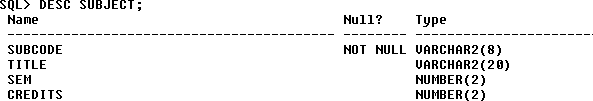 SQL> DESC SUBJECT;
Name Null? Type
----------------------------------------- -------- ----------------------------
SUBCODE NOT NULL VARCHAR2(8)
TITLE VARCHAR2(20)
SEM NUMBER(2)
CREDITS NUMBER(2)